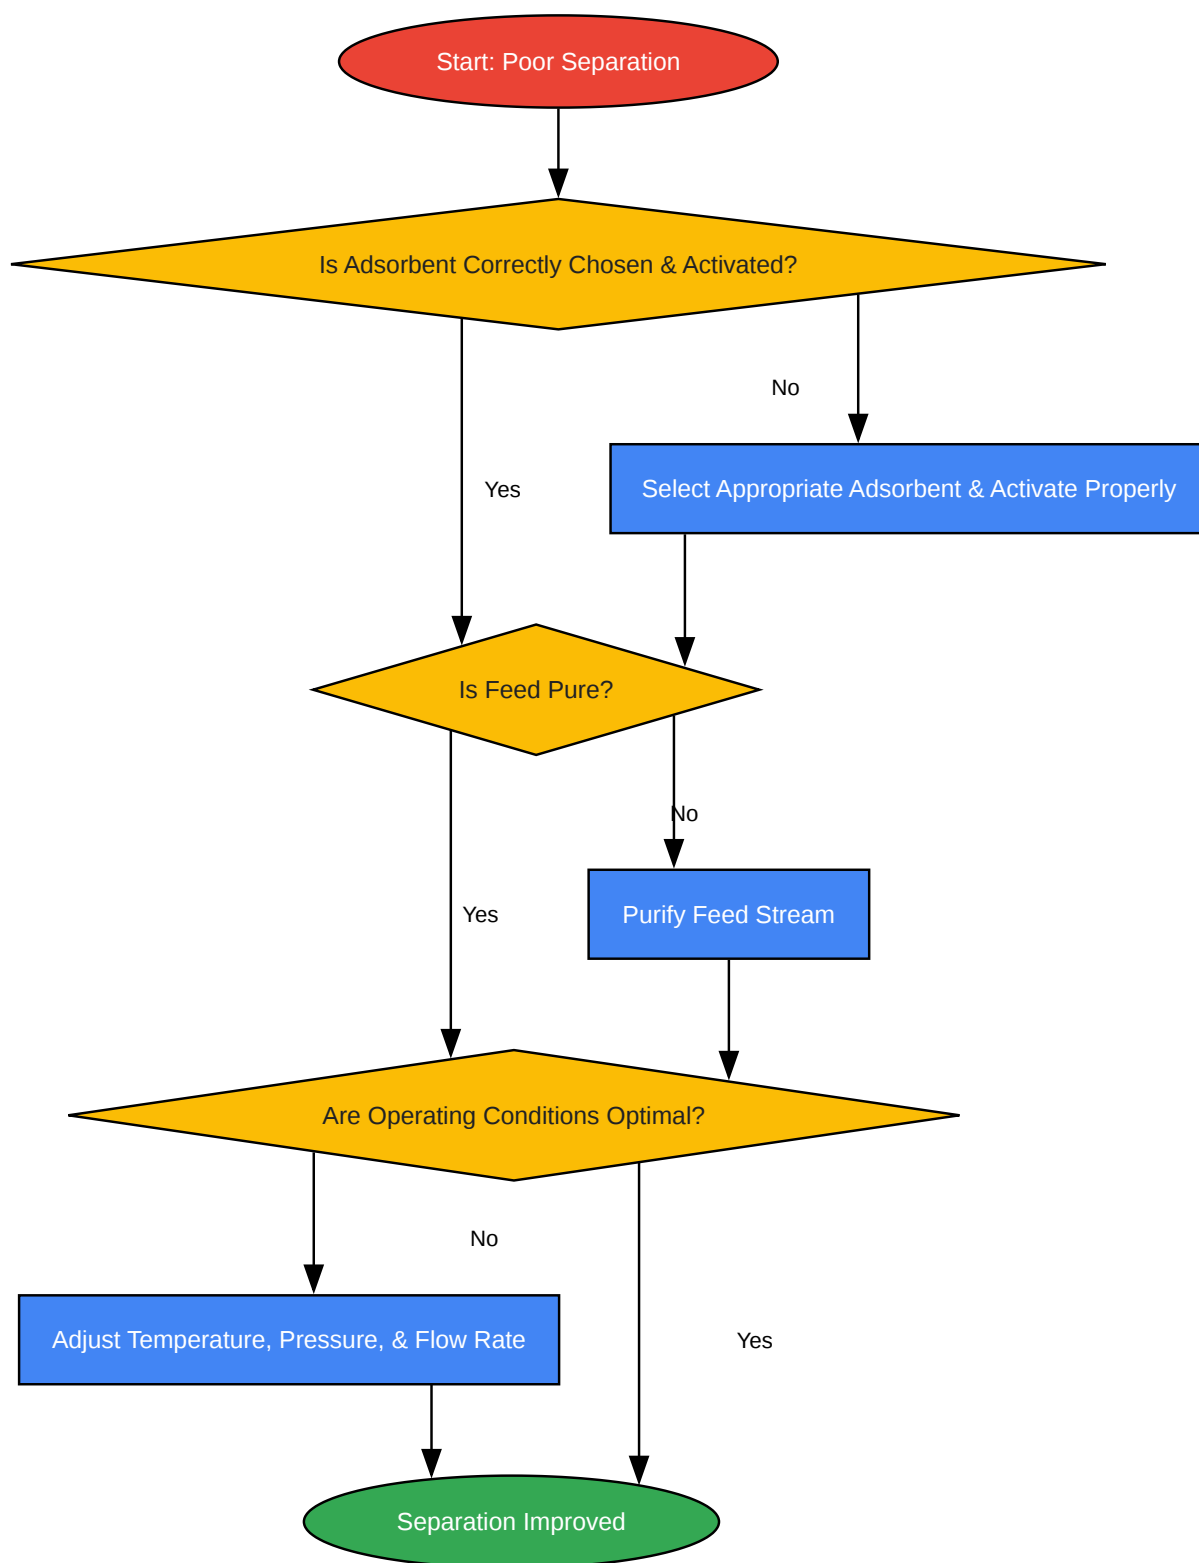 Start: Poor Separation
Is Adsorbent Correctly Chosen & Activated?
No
Yes
Select Appropriate Adsorbent & Activate Properly
Is Feed Pure?
No
Yes
Purify Feed Stream
Are Operating Conditions Optimal?
No
Adjust Temperature, Pressure, & Flow Rate
Yes
Separation Improved